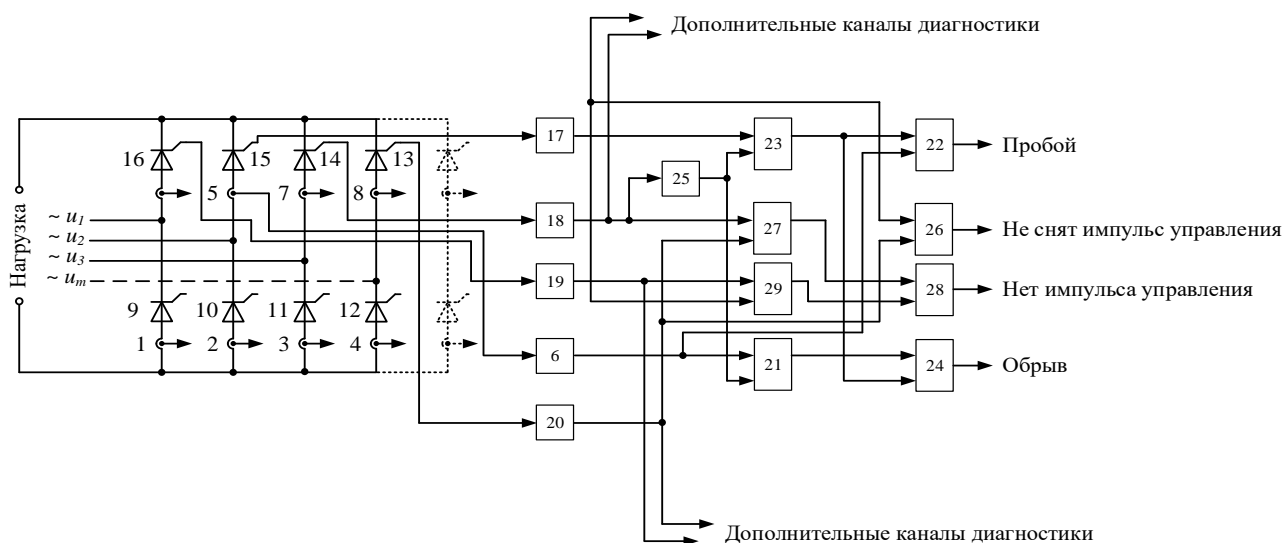 Дополнительные каналы диагностики
17
23
22
Пробой
16
15
14
13
25
5
7
8
Нагрузка
~ u1
~ u2
~ u3
~ um
18
27
26
Не снят импульс управления
19
29
28
Нет импульса управления
9
10
11
12
1
2
3
4
6
21
24
Обрыв
20
Дополнительные каналы диагностики